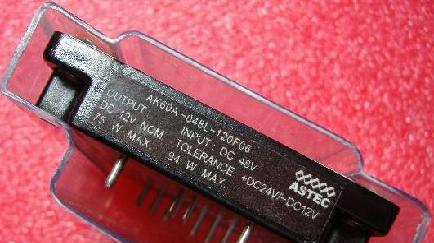 AK60A-048L-120F06
OUTPUT INPUT: DC 48V
DC 12V NOM TOLERANCE +DC24V/-DC12V
75 W MAX 94 W MAX
ASTEC